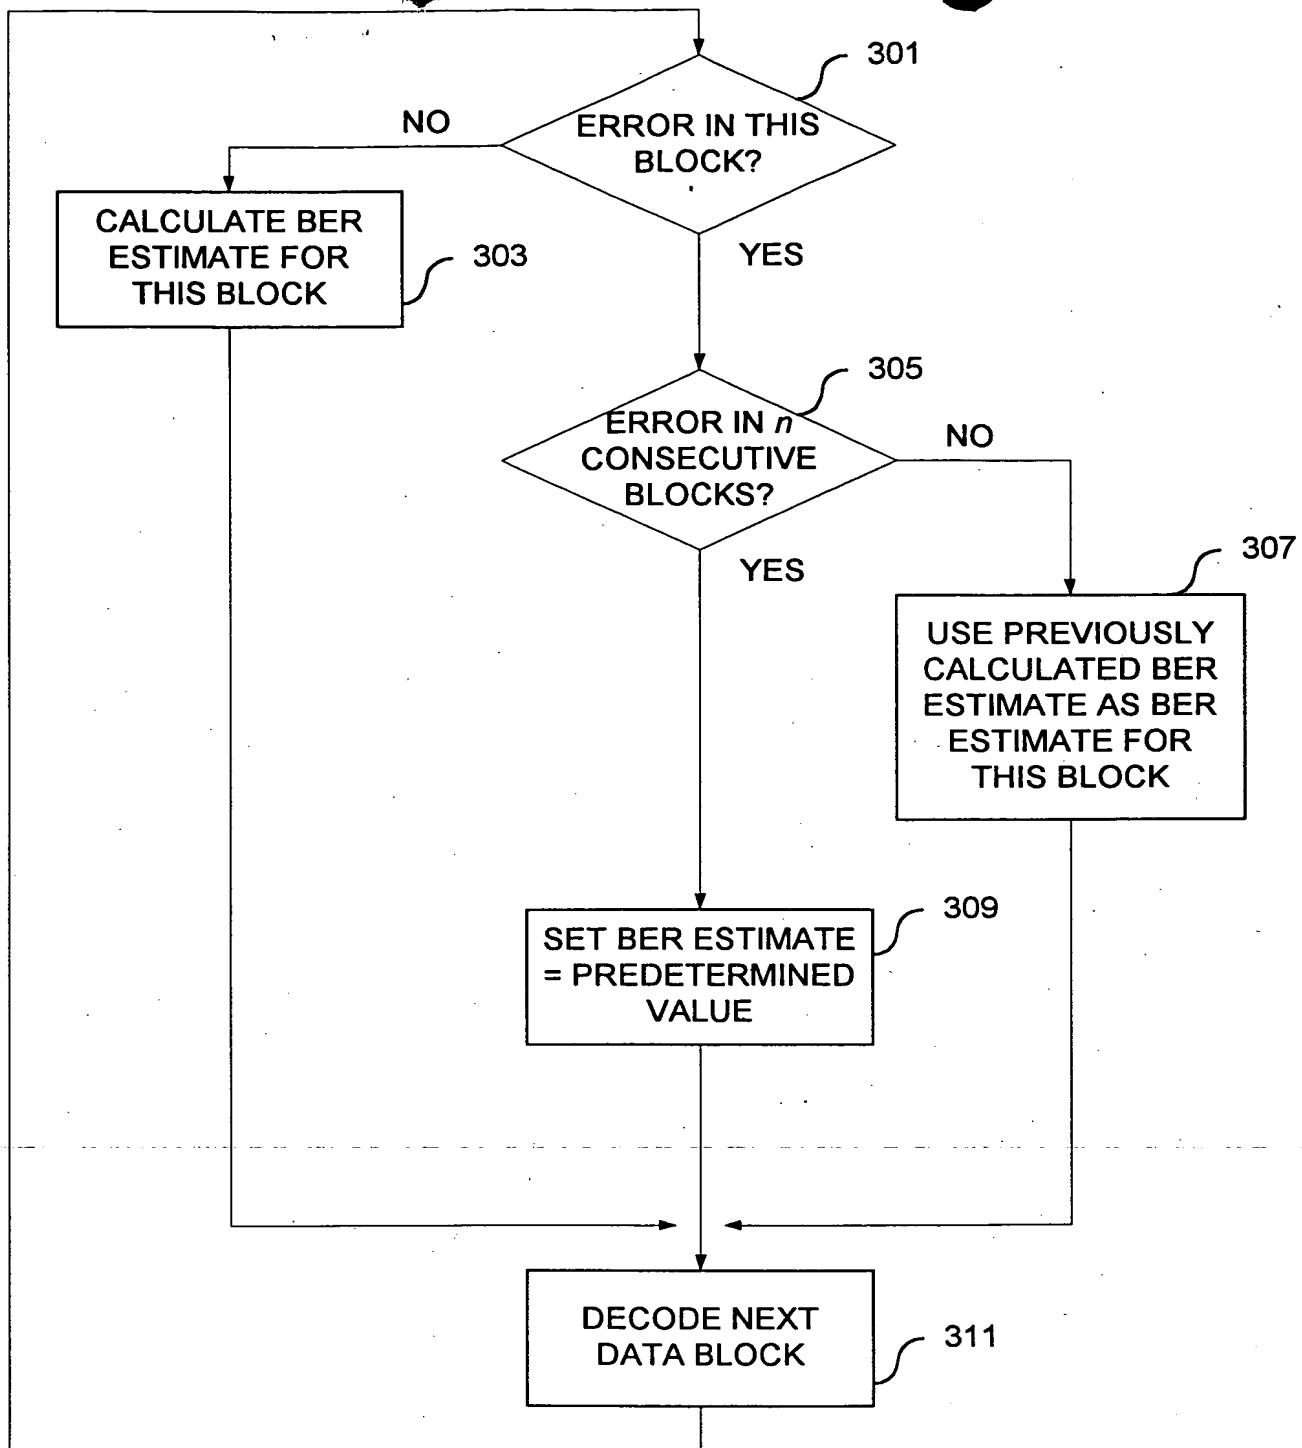 301
ERROR IN THIS
BLOCK?
NO
YES
CALCULATE BER
ESTIMATE FOR
THIS BLOCK
303
305
ERROR IN n
CONSECUTIVE
BLOCKS?
NO
YES
307
USE PREVIOUSLY
CALCULATED BER
ESTIMATE AS BER
ESTIMATE FOR
THIS BLOCK
309
SET BER ESTIMATE
= PREDETERMINED
VALUE
DECODE NEXT
DATA BLOCK
311